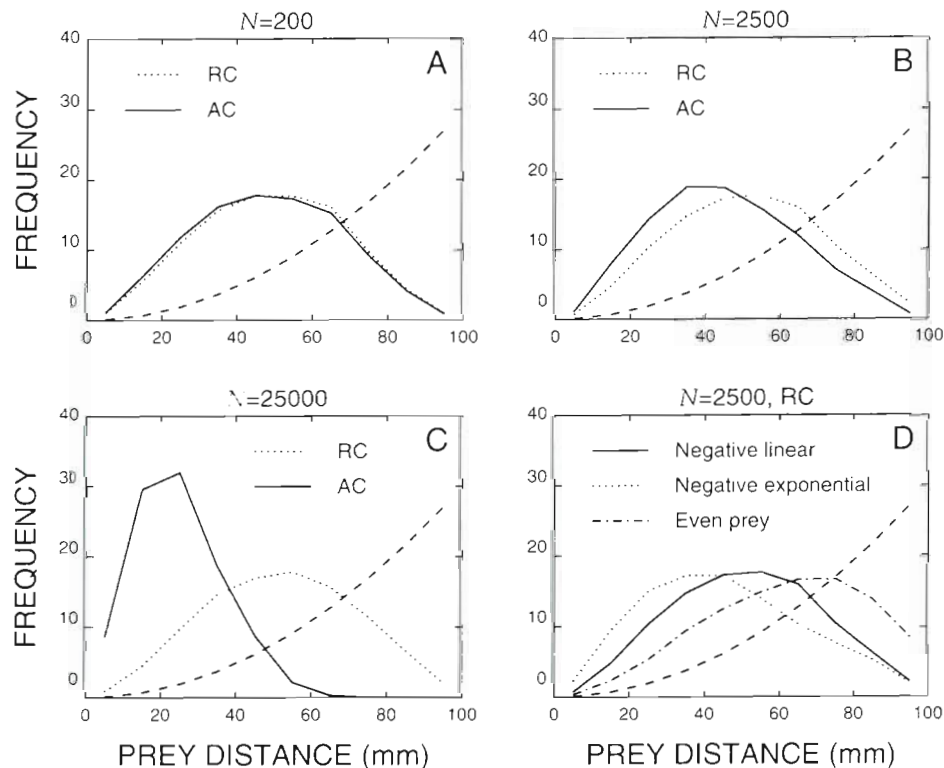 N=200
N=2500
40
30
20
10
0
0 20 40 60 80 100
A
RC
AC
FREQUENCY
40
30
20
10
0
0 20 40 60 80 100
B
RC
AC
N=25000
N=2500, RC
40
30
20
10
0
0 20 40 60 80 100
C
RC
AC
FREQUENCY
PREY DISTANCE (mm)
40
30
20
10
0
0 20 40 60 80 100
D
Negative linear
Negative exponential
Even prey
PREY DISTANCE (mm)